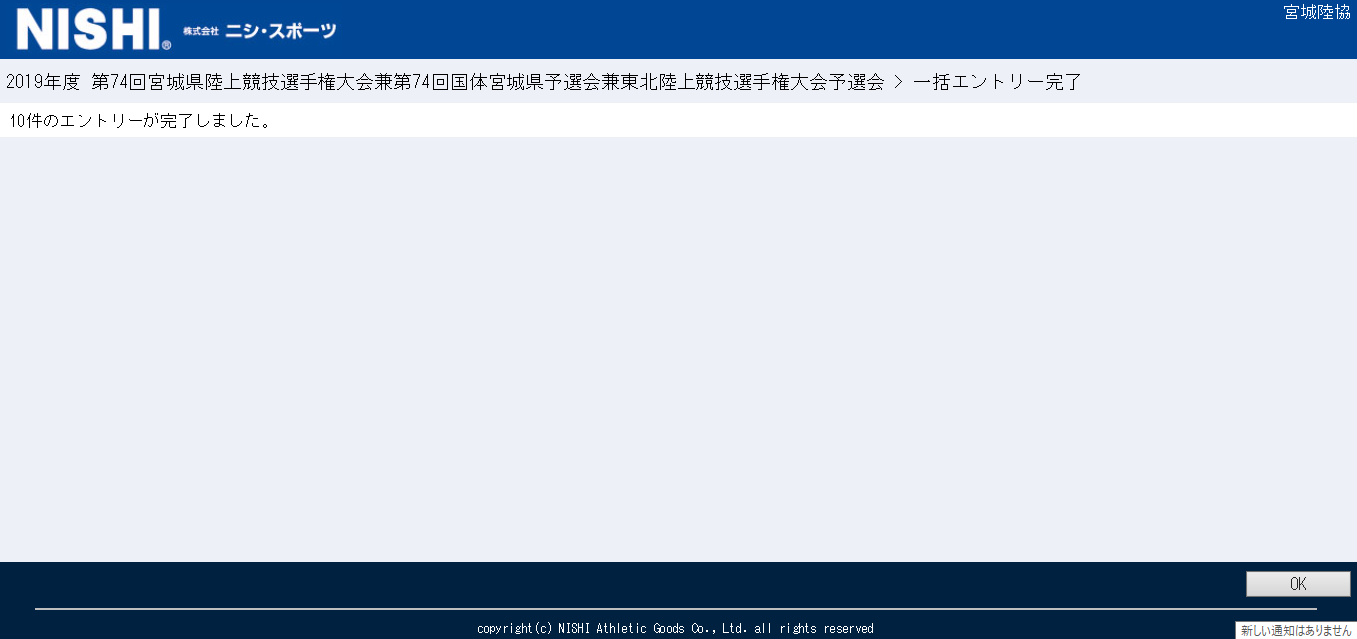 宮城陸協
NISHI® 株式会社 ニシ・スポーツ
2019年度 第74回宮城県陸上競技選手権大会兼第74回国体宮城県予選会兼東北陸上競技選手権大会予選会 > 一括エントリー完了
10件のエントリーが完了しました。
OK
copyright(c) NISHI Athletic Goods Co., Ltd. all rights reserved
新しい通知はありません